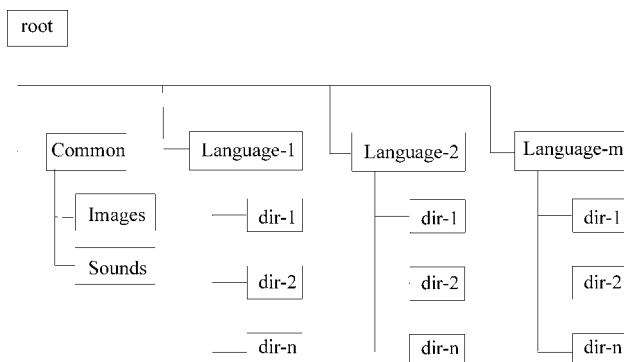 root
Common
Language-1
Language-2
Language-m
Images
dir-1
dir-1
dir-1
Sounds
dir-2
dir-2
dir-2
dir-n
dir-n
dir-n